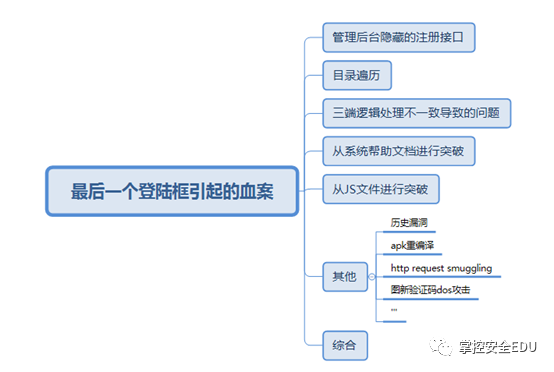 管理后台隐藏的注册接口
目录遍历
三端逻辑处理不一致导致的问题
从系统帮助文档进行突破
最后一个登陆框引起的血案
从JS文件进行突破
历史漏洞
apk重编译
其他
http request smuggling
图新验证码dos攻击
...
综合
掌控安全EDU